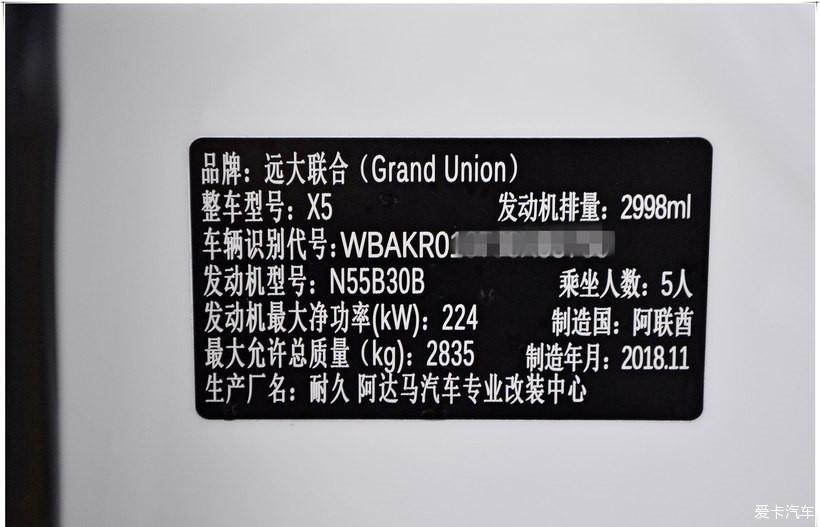 品牌：远大联合（Grand Union）
整车型号：X5 发动机排量：2998ml
车辆识别代号：WBAKR01
发动机型号：N55B30B 乘坐人数：5人
发动机最大净功率(kW)：224 制造国：阿联酋
最大允许总质量（kg)：2835 制造年月：2018.11
生产厂名：耐久 阿达马汽车专业改装中心
爱卡汽车